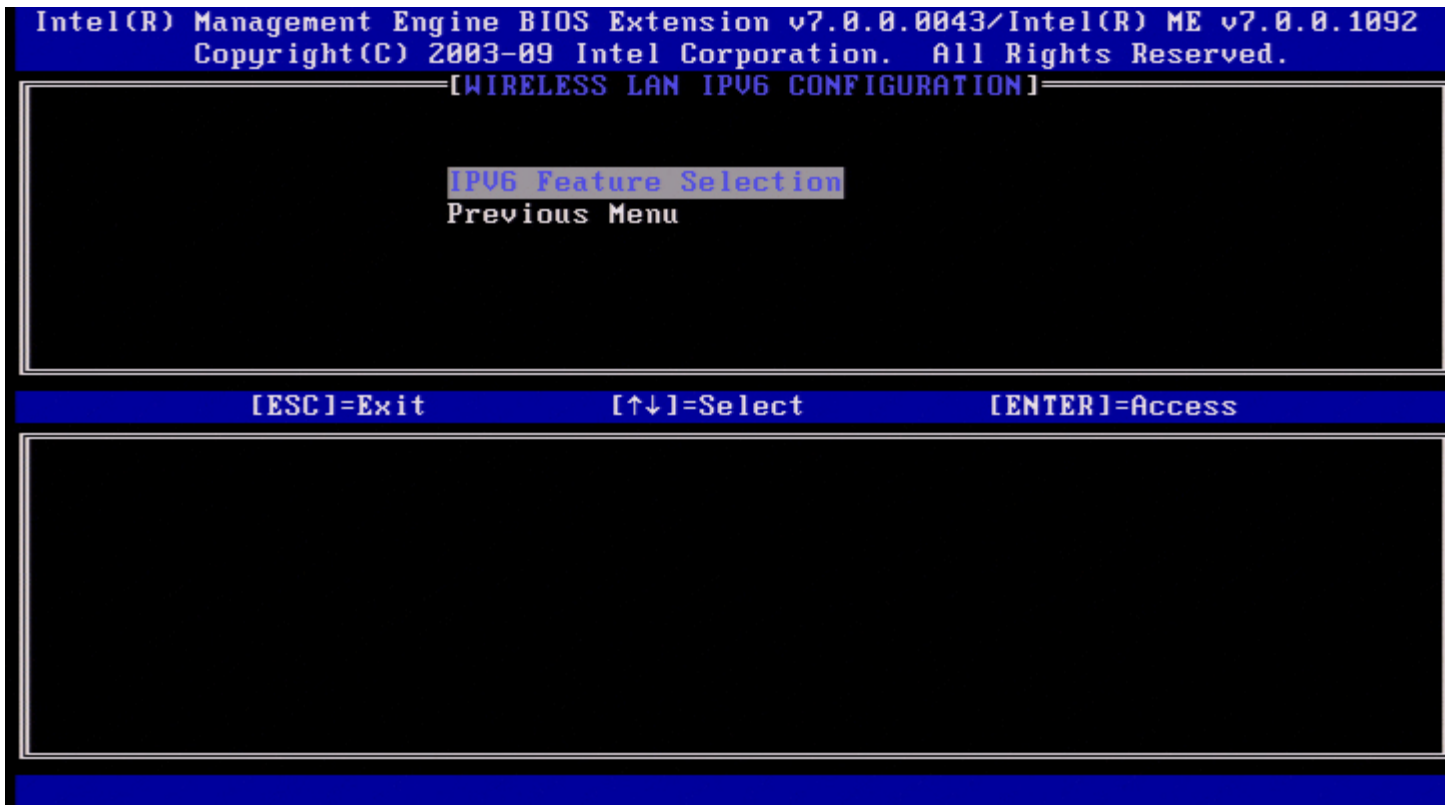 Intel(R) Management Engine BIOS Extension v7.0.0.0043/Intel(R) ME v7.0.0.1092
Copyright(C) 2003-09 Intel Corporation. All Rights Reserved.
[WIRELESS LAN IPV6 CONFIGURATION]
IPV6 Feature Selection
Previous Menu
[ESC]=Exit [↑↓]=Select [ENTER]=Access